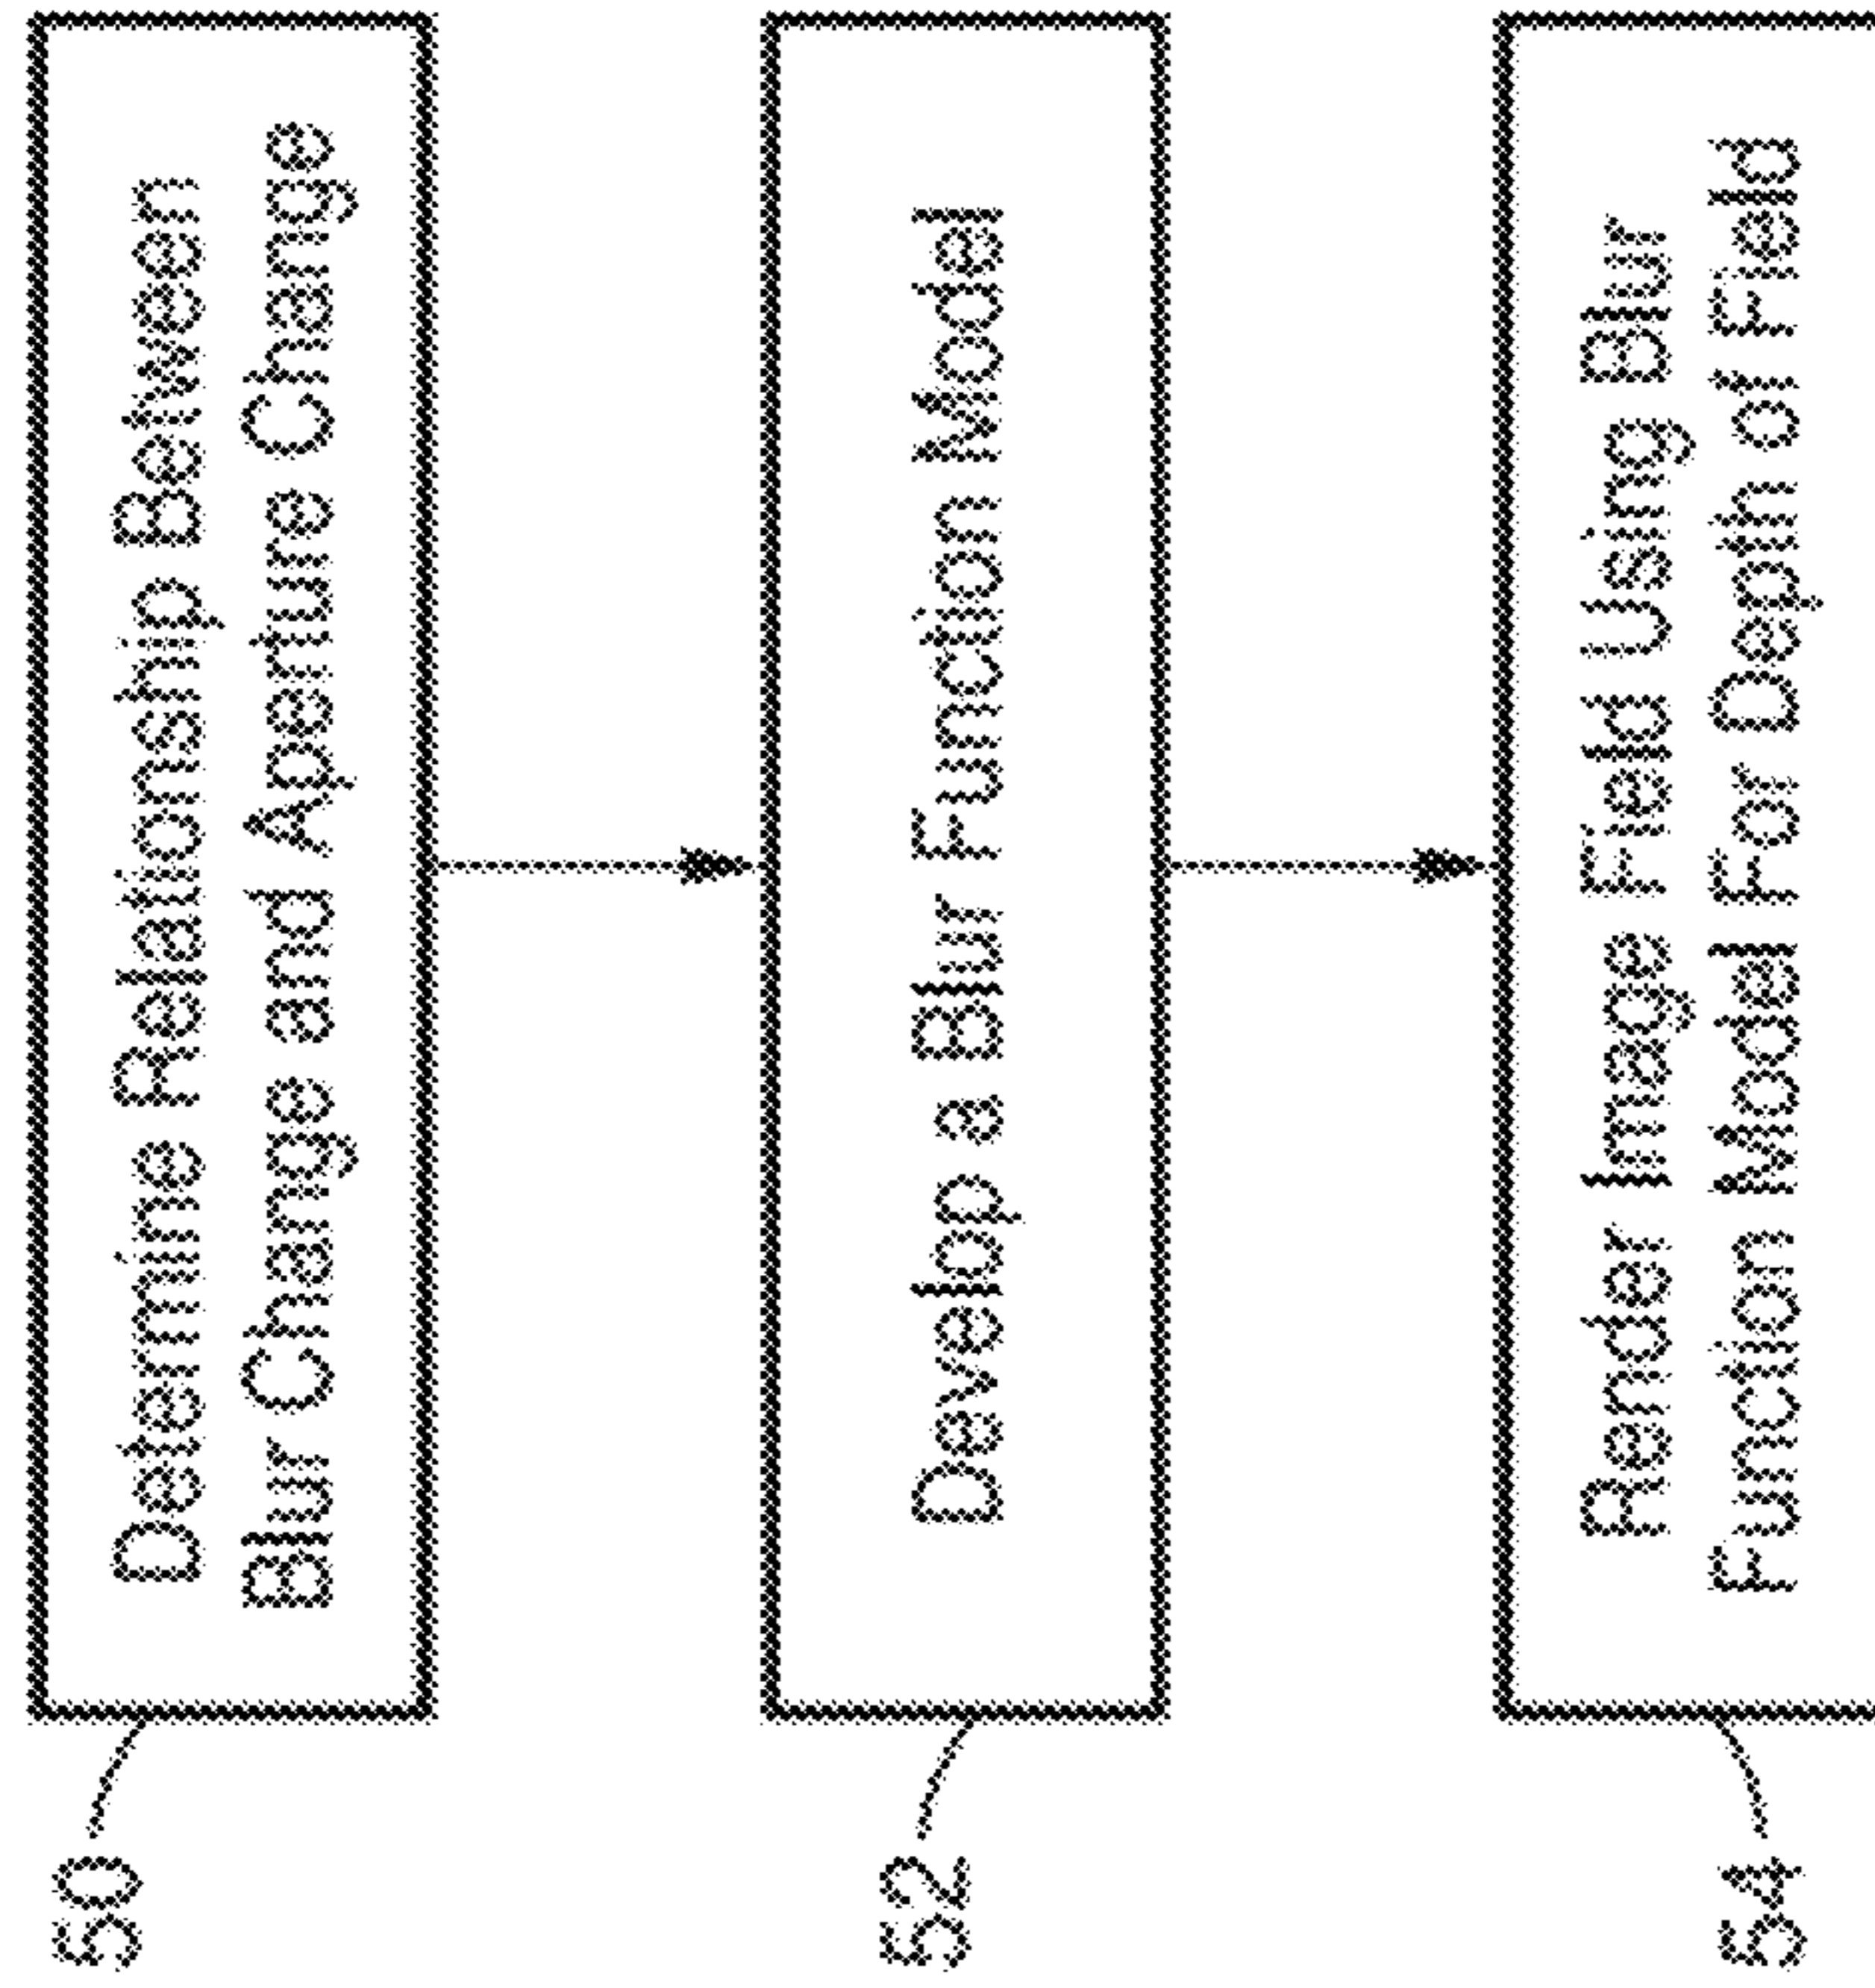 50
Determine Relationship Between
Blur Change and Aperture Change
52
Develop a Blur Function Model
54
Render Image Field Using Blur
Function Model For Depth of Field